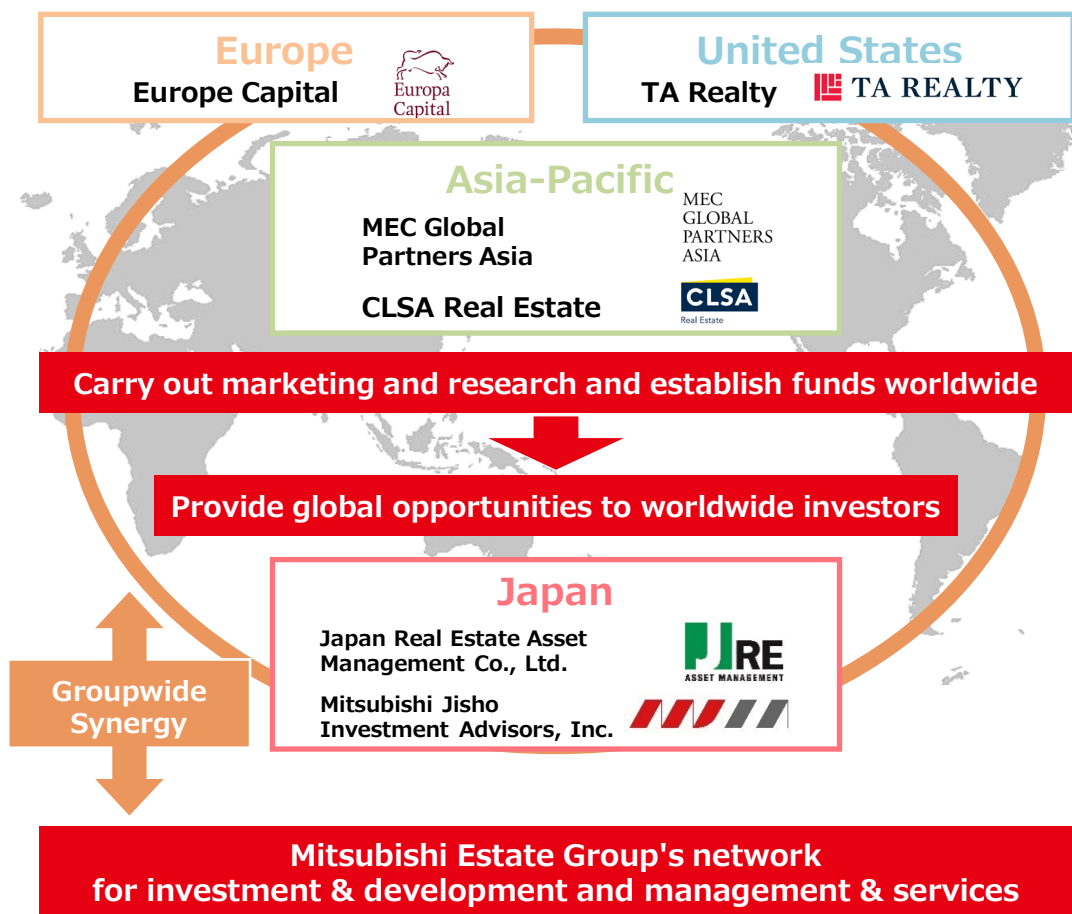 Europe
Europe Capital
Europa
Capital
United States
TA Realty
TA REALTY
Asia-Pacific
MEC Global
Partners Asia
MEC
GLOBAL
PARTNERS
ASIA
CLSA Real Estate
CLSA
Real Estate
Carry out marketing and research and establish funds worldwide
Provide global opportunities to worldwide investors
Japan
Japan Real Estate Asset
Management Co., Ltd.
JRE
ASSET MANAGEMENT
Mitsubishi Jisho
Investment Advisors, Inc.
Groupwide
Synergy
Mitsubishi Estate Group's network
for investment & development and management & services